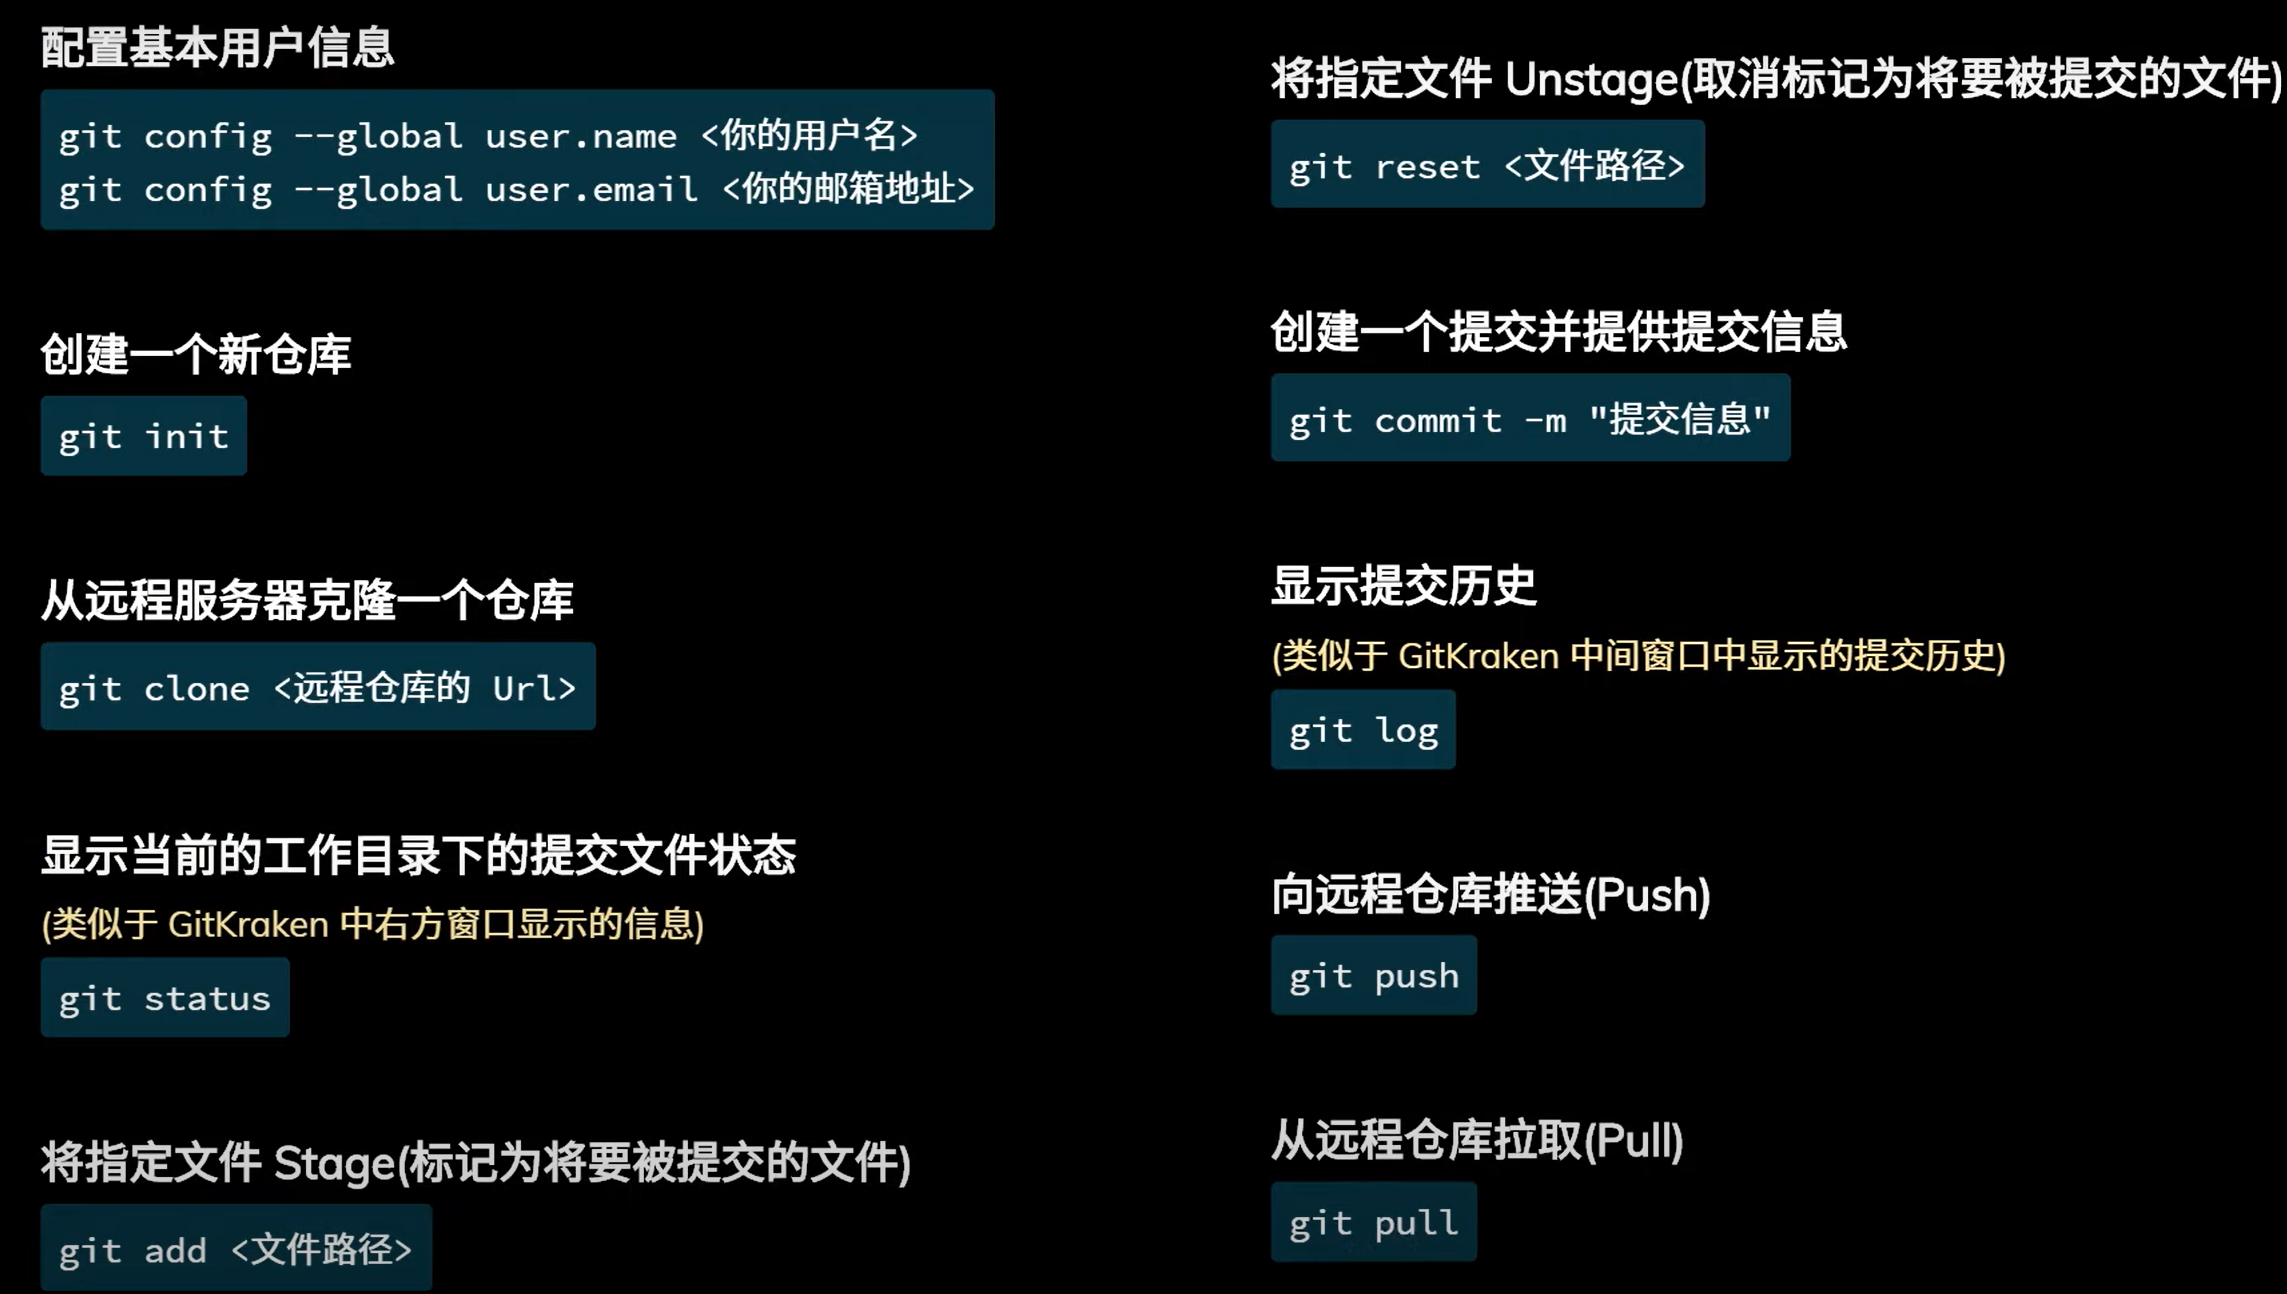 配置基本用户信息
git config --global user.name <你的用户名>
git config --global user.email <你的邮箱地址>
创建一个新仓库
git init
从远程服务器克隆一个仓库
git clone <远程仓库的 Url>
显示当前的工作目录下的提交文件状态
(类似于 GitKraken 中右方窗口显示的信息)
git status
将指定文件 Stage(标记为将要被提交的文件)
git add <文件路径>
将指定文件 Unstage(取消标记为将要被提交的文件)
git reset <文件路径>
创建一个提交并提供提交信息
git commit -m "提交信息"
显示提交历史
(类似于 GitKraken 中间窗口中显示的提交历史)
git log
向远程仓库推送(Push)
git push
从远程仓库拉取(Pull)
git pull